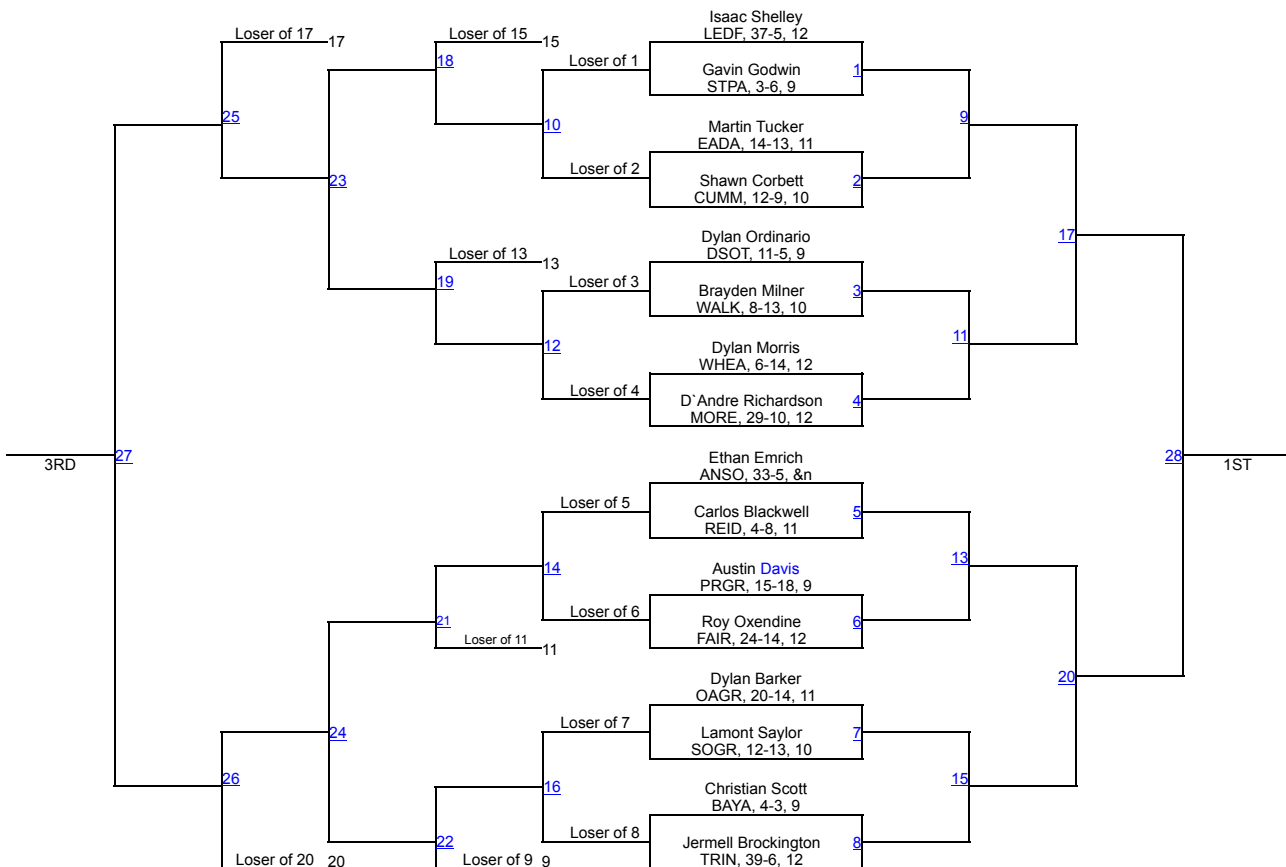 Isaac Shelley
LEDF, 37-5, 12
Loser of 17 17
Loser of 15 15
18
Loser of 1
Gavin Godwin
STPA, 3-6, 9
1
25
10
Martin Tucker
EADA, 14-13, 11
9
Loser of 2
23
Shawn Corbett
CUMM, 12-9, 10
2
Dylan Ordinario
DSOT, 11-5, 9
17
Loser of 13 13
19
Loser of 3
Brayden Milner
WALK, 8-13, 10
3
12
11
Dylan Morris
WHEA, 6-14, 12
Loser of 4
D`Andre Richardson
MORE, 29-10, 12
4
3RD
27
Ethan Emrich
ANSO, 33-5, &n
28
1ST
Loser of 5
Carlos Blackwell
REID, 4-8, 11
5
14
13
Austin Davis
PRGR, 15-18, 9
21
Loser of 6
Roy Oxendine
FAIR, 24-14, 12
6
Loser of 11 11
Dylan Barker
OAGR, 20-14, 11
20
24
Loser of 7
Lamont Saylor
SOGR, 12-13, 10
7
26
16
15
Christian Scott
BAYA, 4-3, 9
22
Loser of 8
Jermell Brockington
TRIN, 39-6, 12
8
Loser of 20 20
Loser of 9 9